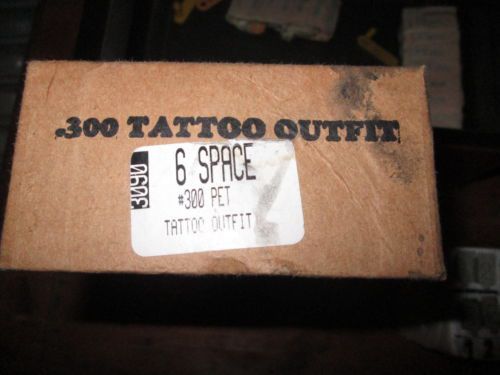 .300 TATTOO OUTFIT
3090
6 SPACE
#300 PET
TATTOO OUTFIT